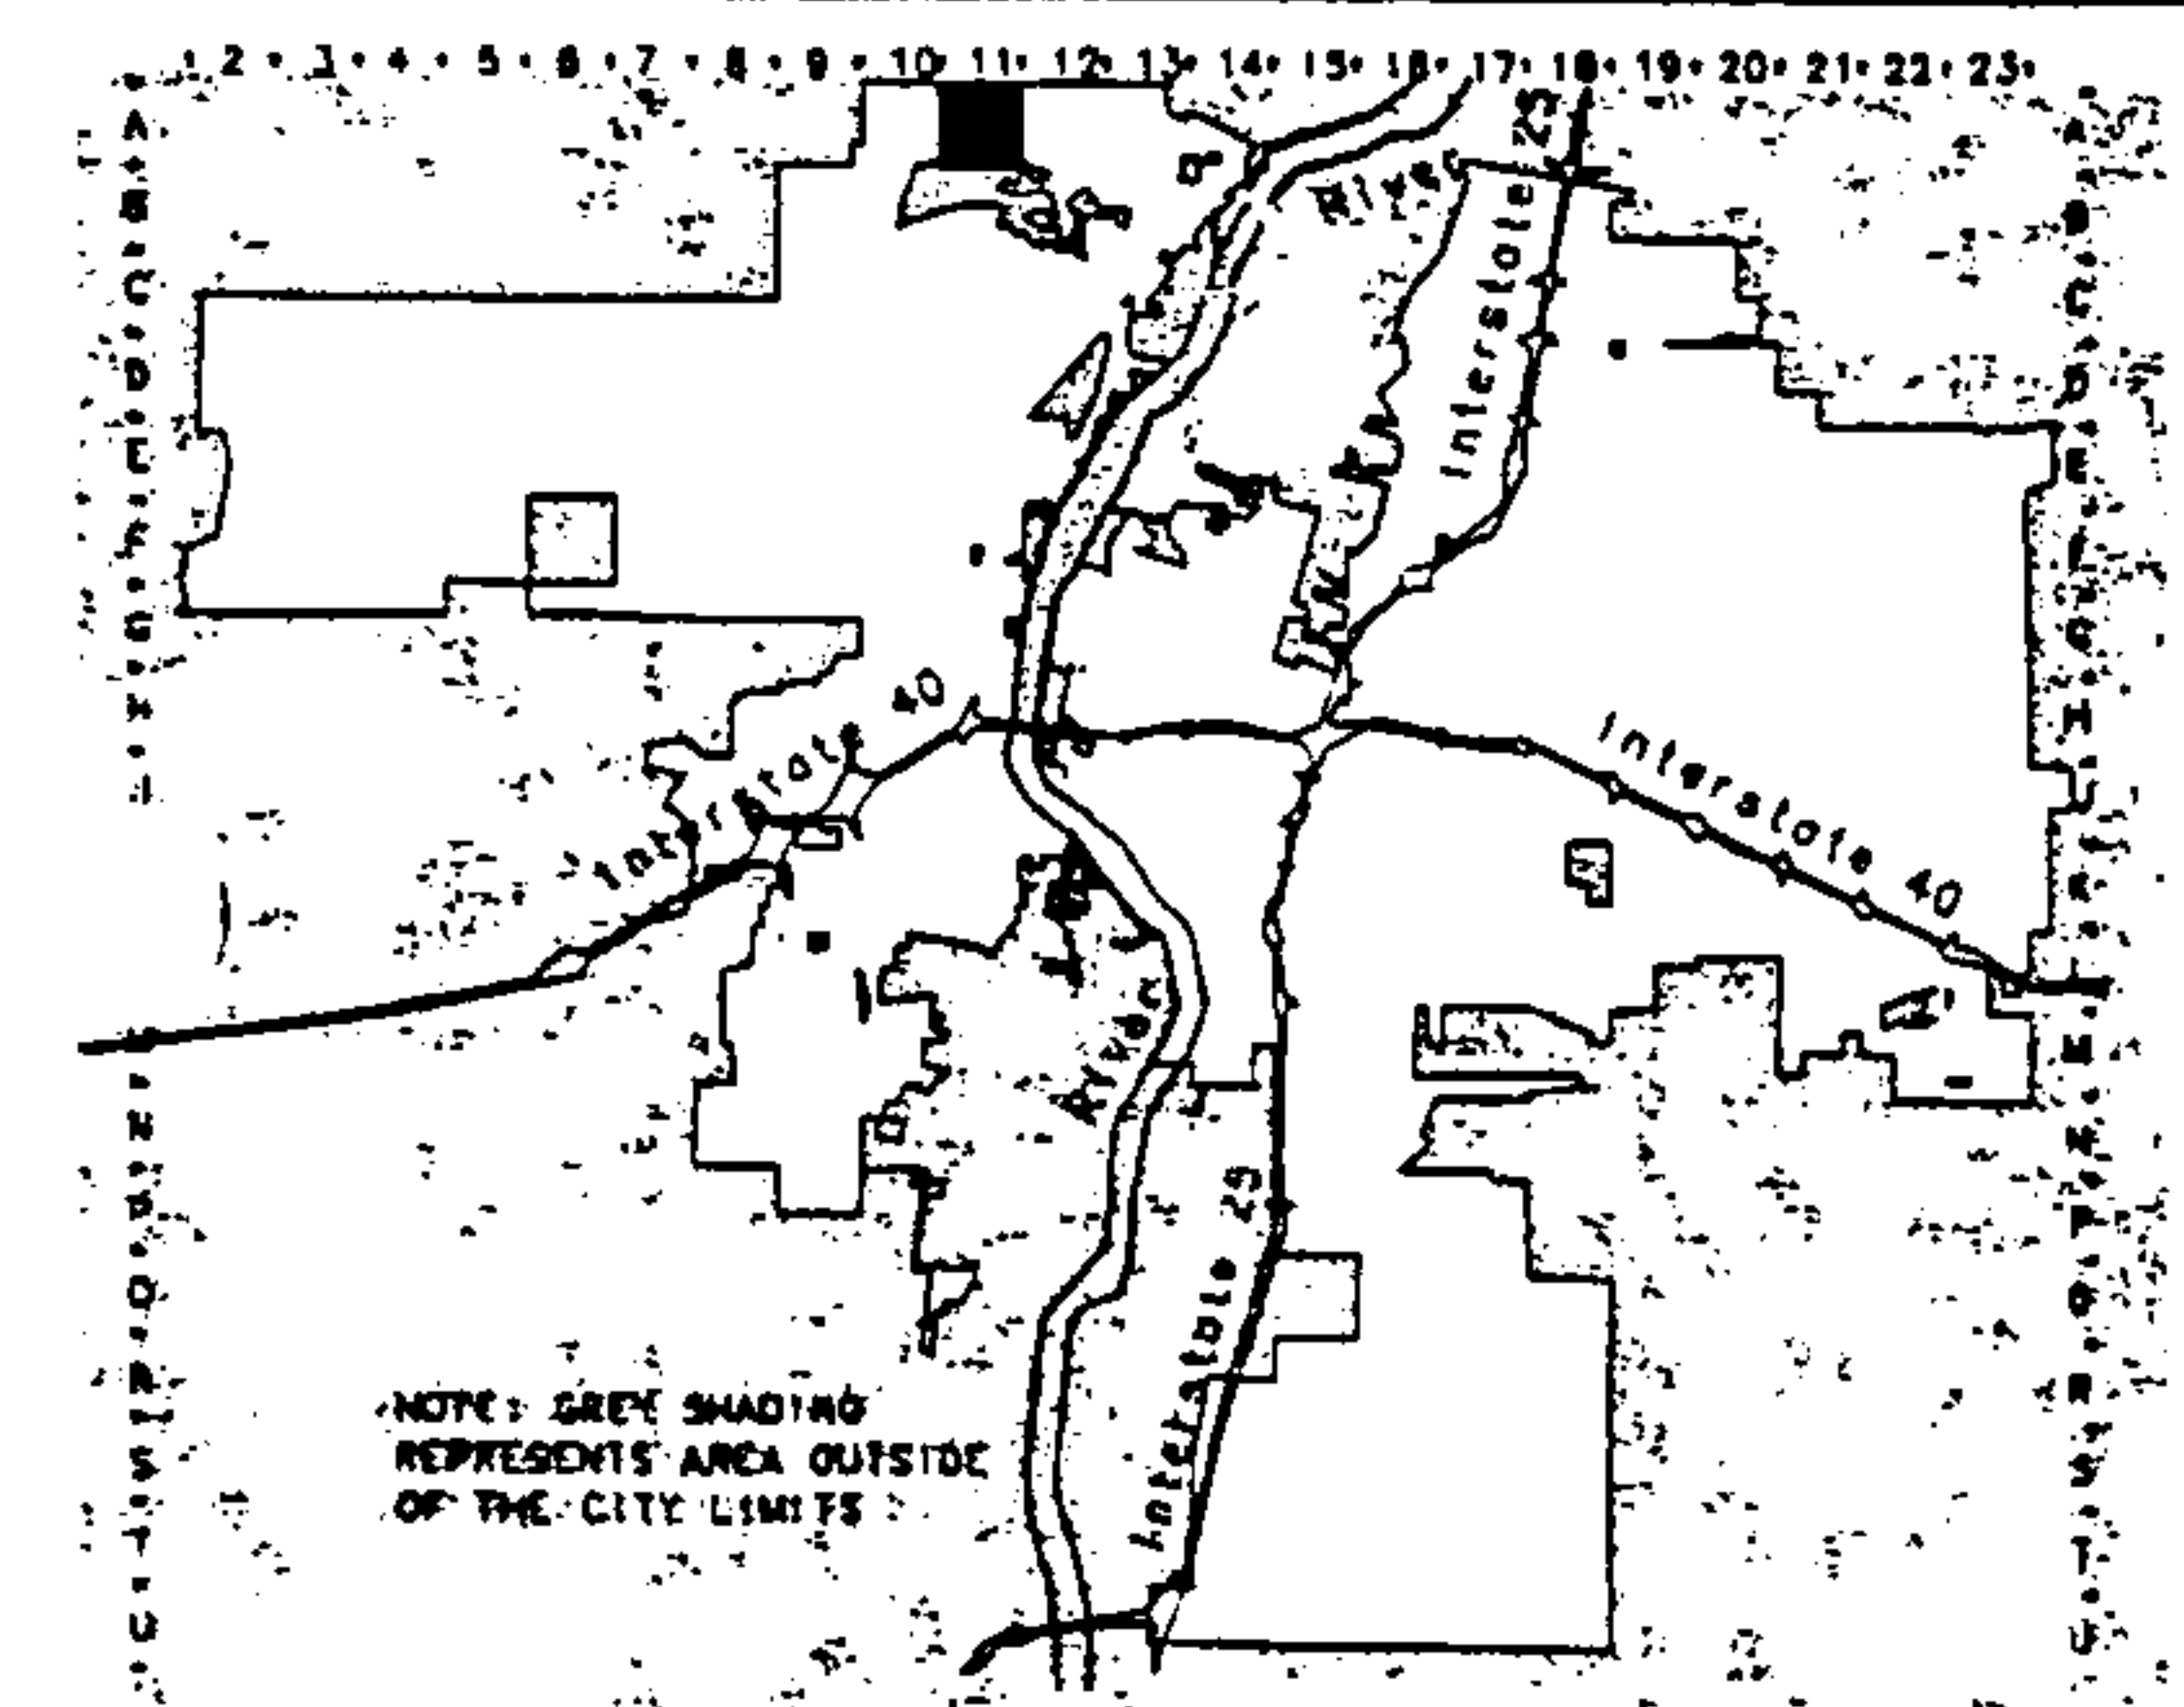 1 2 3 4 5 6 7 8 9 10 11 12 13 14 15 16 17 18 19 20 21 22 23
A
B
C
D
E
F
G
H
J
River
Interstate 25
Interstate 40
Interstate 40
River
Interstate 25
N
P
Q
R
S
T
U
A
B
C
D
E
F
G
H
K
L
M
N
P
Q
R
S
T
U
NOTE: GREY SHADING
REPRESENTS AREA OUTSIDE
OF THE CITY LIMITS